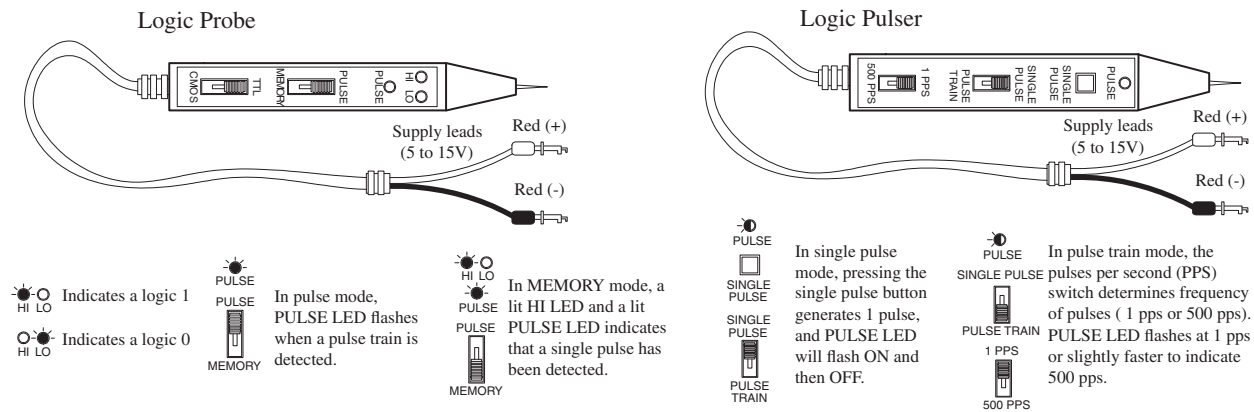 Logic Probe
CMOS
TTL
MEMORY
PULSE
PULSE
HI
LO
Supply leads
(5 to 15V)
Red (+)
Red (-)
HI LO
Indicates a logic 1
HI LO
Indicates a logic 0
PULSE
PULSE
MEMORY
In pulse mode,
PULSE LED flashes
when a pulse train is
detected.
HI LO
PULSE
PULSE
MEMORY
In MEMORY mode, a
lit HI LED and a lit
PULSE LED indicates
that a single pulse has
been detected.
Logic Pulser
500 PPS
1 PPS
PULSE
TRAIN
SINGLE
PULSE
SINGLE
PULSE
PULSE
Supply leads
(5 to 15V)
Red (+)
Red (-)
PULSE
SINGLE
PULSE
SINGLE
PULSE
PULSE
TRAIN
In single pulse
mode, pressing the
single pulse button
generates 1 pulse,
and PULSE LED
will flash ON and
then OFF.
PULSE
SINGLE PULSE
PULSE TRAIN
1 PPS
500 PPS
In pulse train mode, the
pulses per second (PPS)
switch determines frequency
of pulses ( 1 pps or 500 pps).
PULSE LED flashes at 1 pps
or slightly faster to indicate
500 pps.